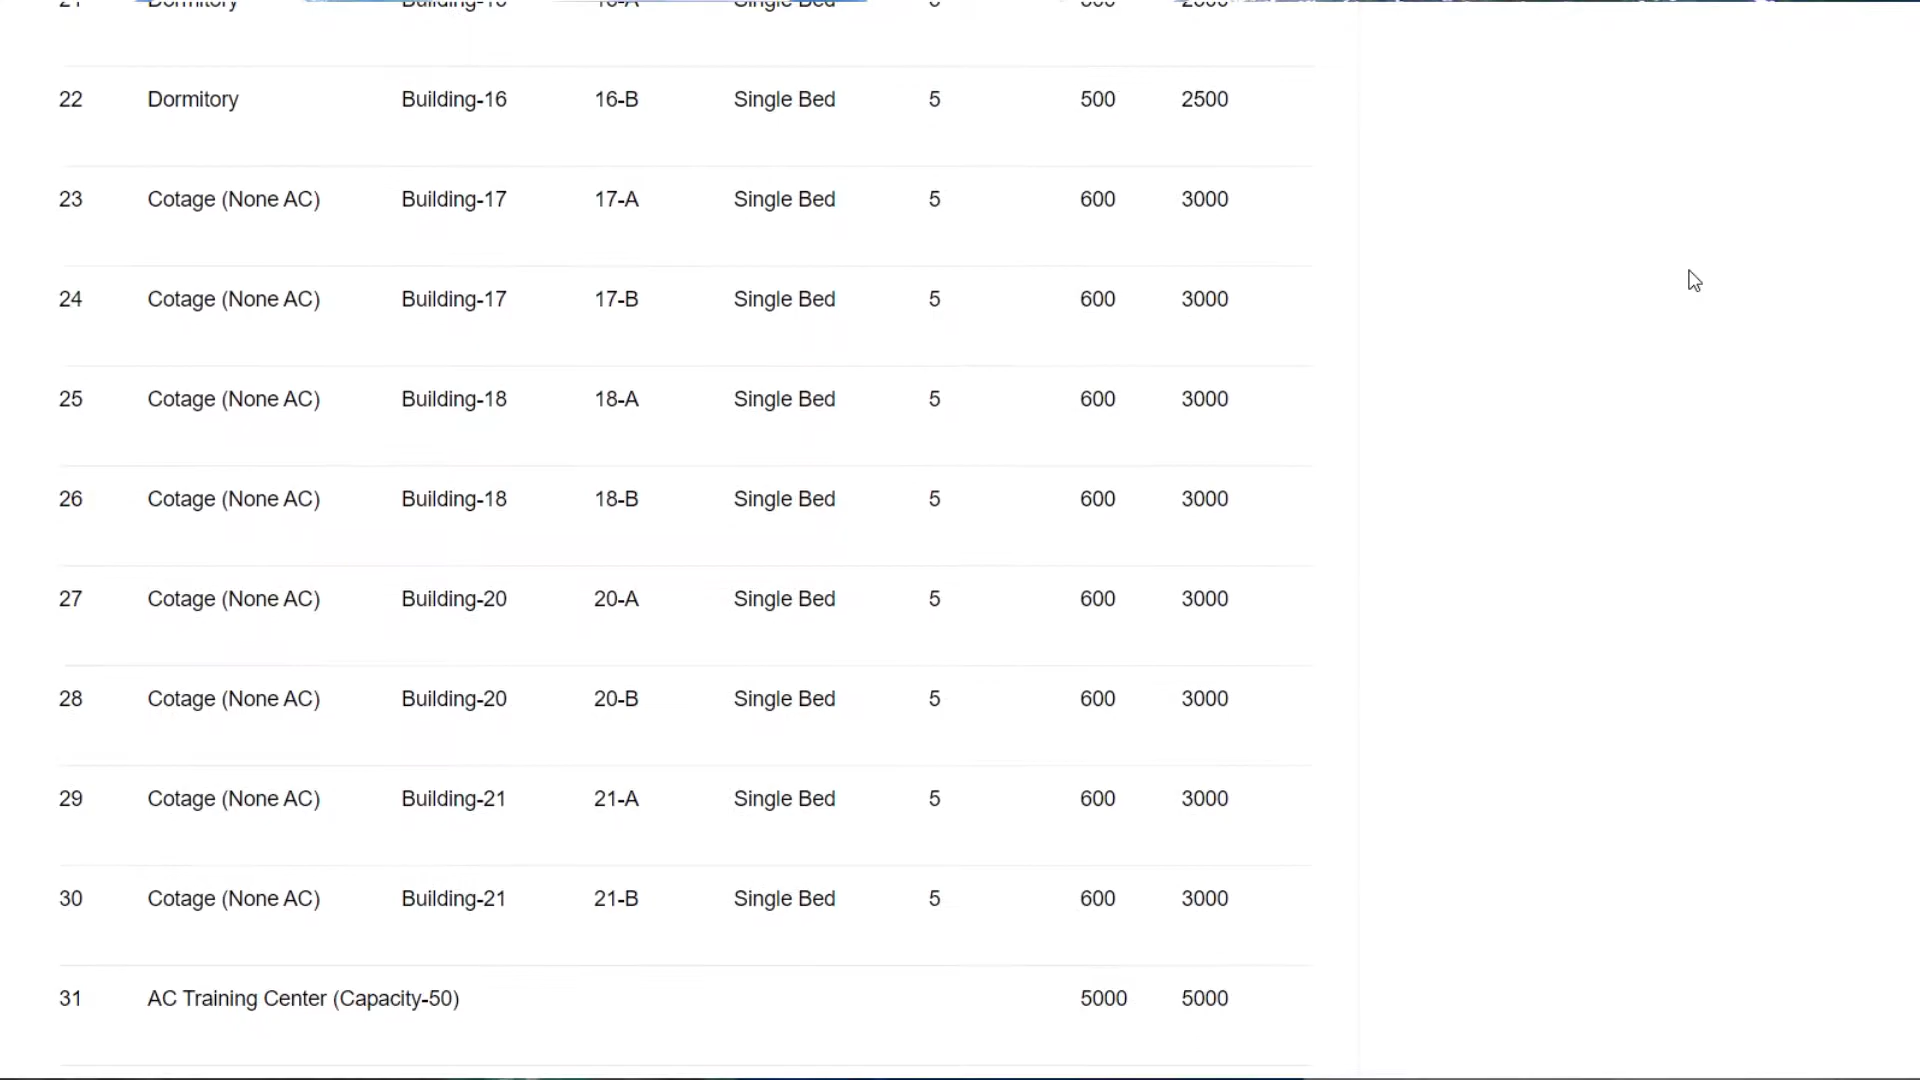 22 Dormitory Building-16 16-B Single Bed 5 500 2500
23 Cotage (None AC) Building-17 17-A Single Bed 5 600 3000
24 Cotage (None AC) Building-17 17-B Single Bed 5 600 3000
25 Cotage (None AC) Building-18 18-A Single Bed 5 600 3000
26 Cotage (None AC) Building-18 18-B Single Bed 5 600 3000
27 Cotage (None AC) Building-20 20-A Single Bed 5 600 3000
28 Cotage (None AC) Building-20 20-B Single Bed 5 600 3000
29 Cotage (None AC) Building-21 21-A Single Bed 5 600 3000
30 Cotage (None AC) Building-21 21-B Single Bed 5 600 3000
31 AC Training Center (Capacity-50) 5000 5000